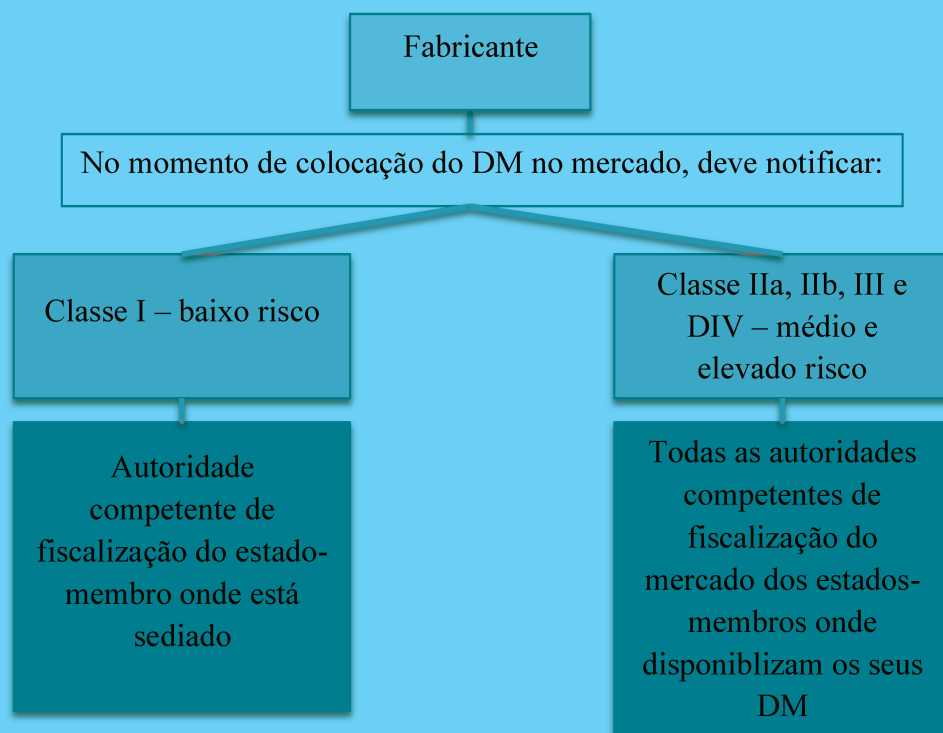 Fabricante
No momento de colocação do DM no mercado, deve notificar:
Classe I – baixo risco
Autoridade
competente de
fiscalização do estado-
membro onde está
sediado
Classe IIa, IIb, III e
DIV – médio e
elevado risco
Todas as autoridades
competentes de
fiscalização do
mercado dos estados-
membros onde
disponiblizam os seus
DM